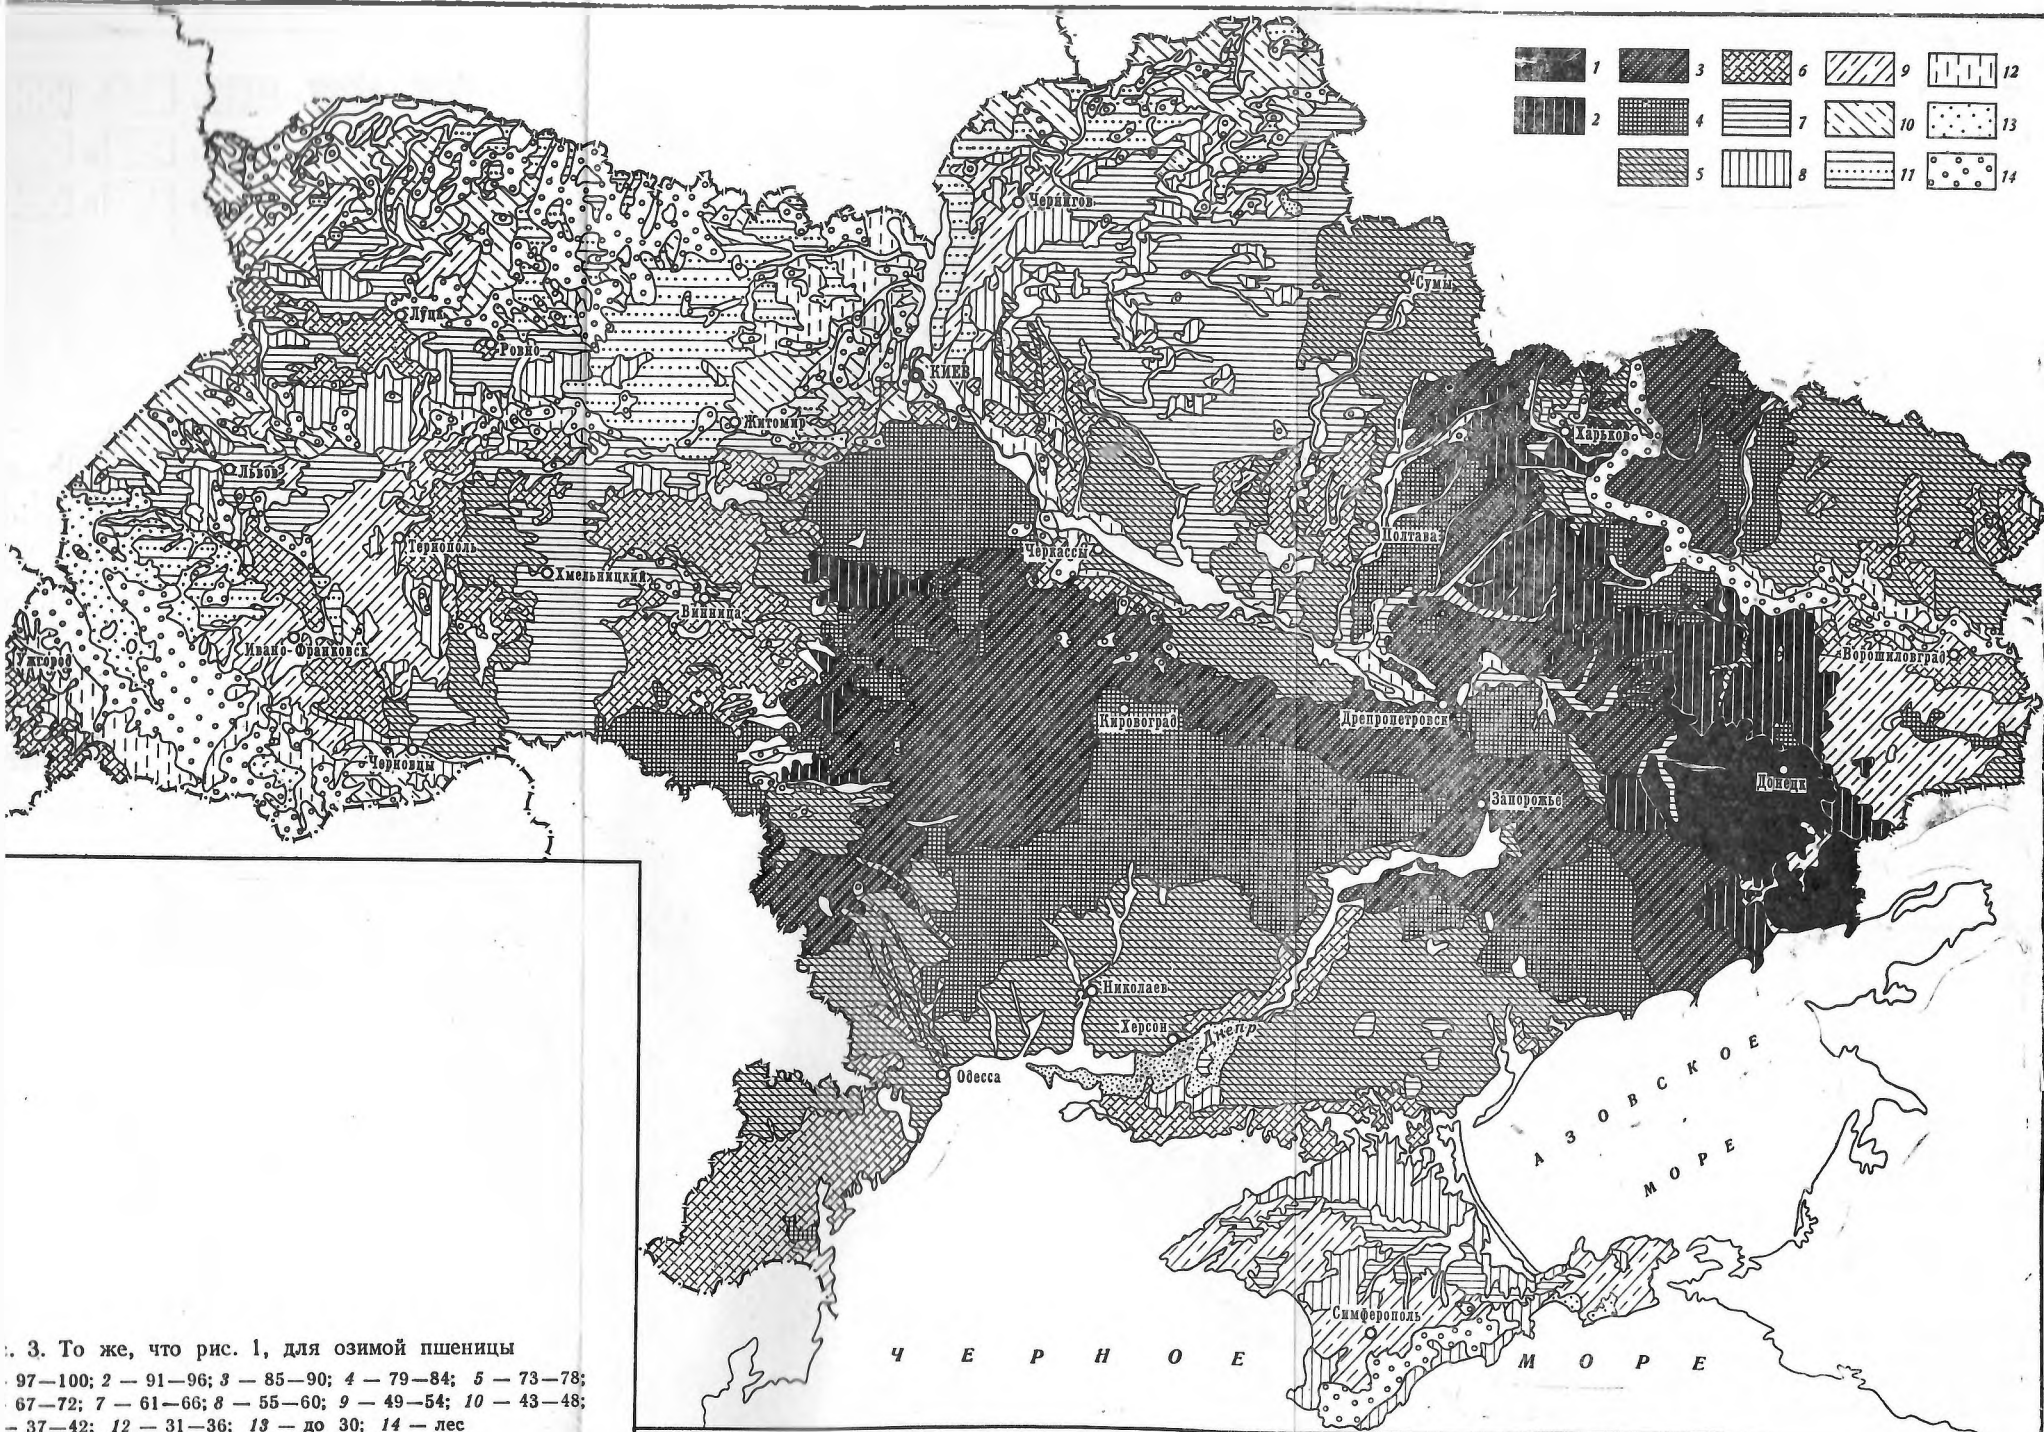 1 3 6 9 12
2 4 7 10 13
5 8 11 14
Чернигов
Сумы
Луцк
Ровно
КИЕВ
Житомир
Харьков
Львов
Полтава
Тернополь
Черкассы
Хмельницкий
Винница
Ивано-Франковск
Ужгород
Ворошиловград
Кировоград
Дрепропетровск
Черновцы
Донецк
Запорожье
Николаев
Херсон
Днепр
Одесса
АЗОВСКОЕ
МОРЕ
Симферополь
ЧЕРНОЕ МОРЕ
. 3. То же, что рис. 1, для озимой пшеницы
97—100; 2 — 91—96; 3 — 85—90; 4 — 79—84; 5 — 73—78;
67—72; 7 — 61—66; 8 — 55—60; 9 — 49—54; 10 — 43—48;
— 37—42; 12 — 31—36; 13 — до 30; 14 — лес